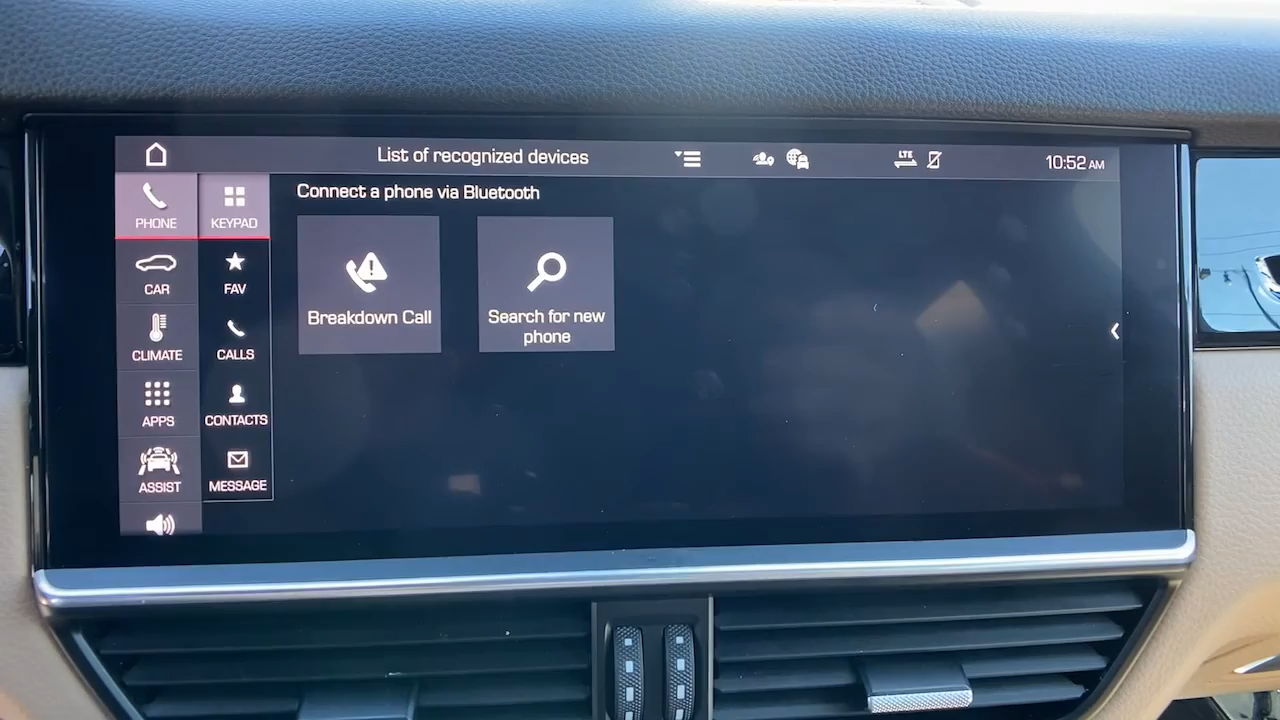 List of recognized devices
LTE
10:52 AM
PHONE
KEYPAD
Connect a phone via Bluetooth
CAR
FAV
Breakdown Call
Search for new
phone
CLIMATE
CALLS
APPS
CONTACTS
ASSIST
MESSAGE